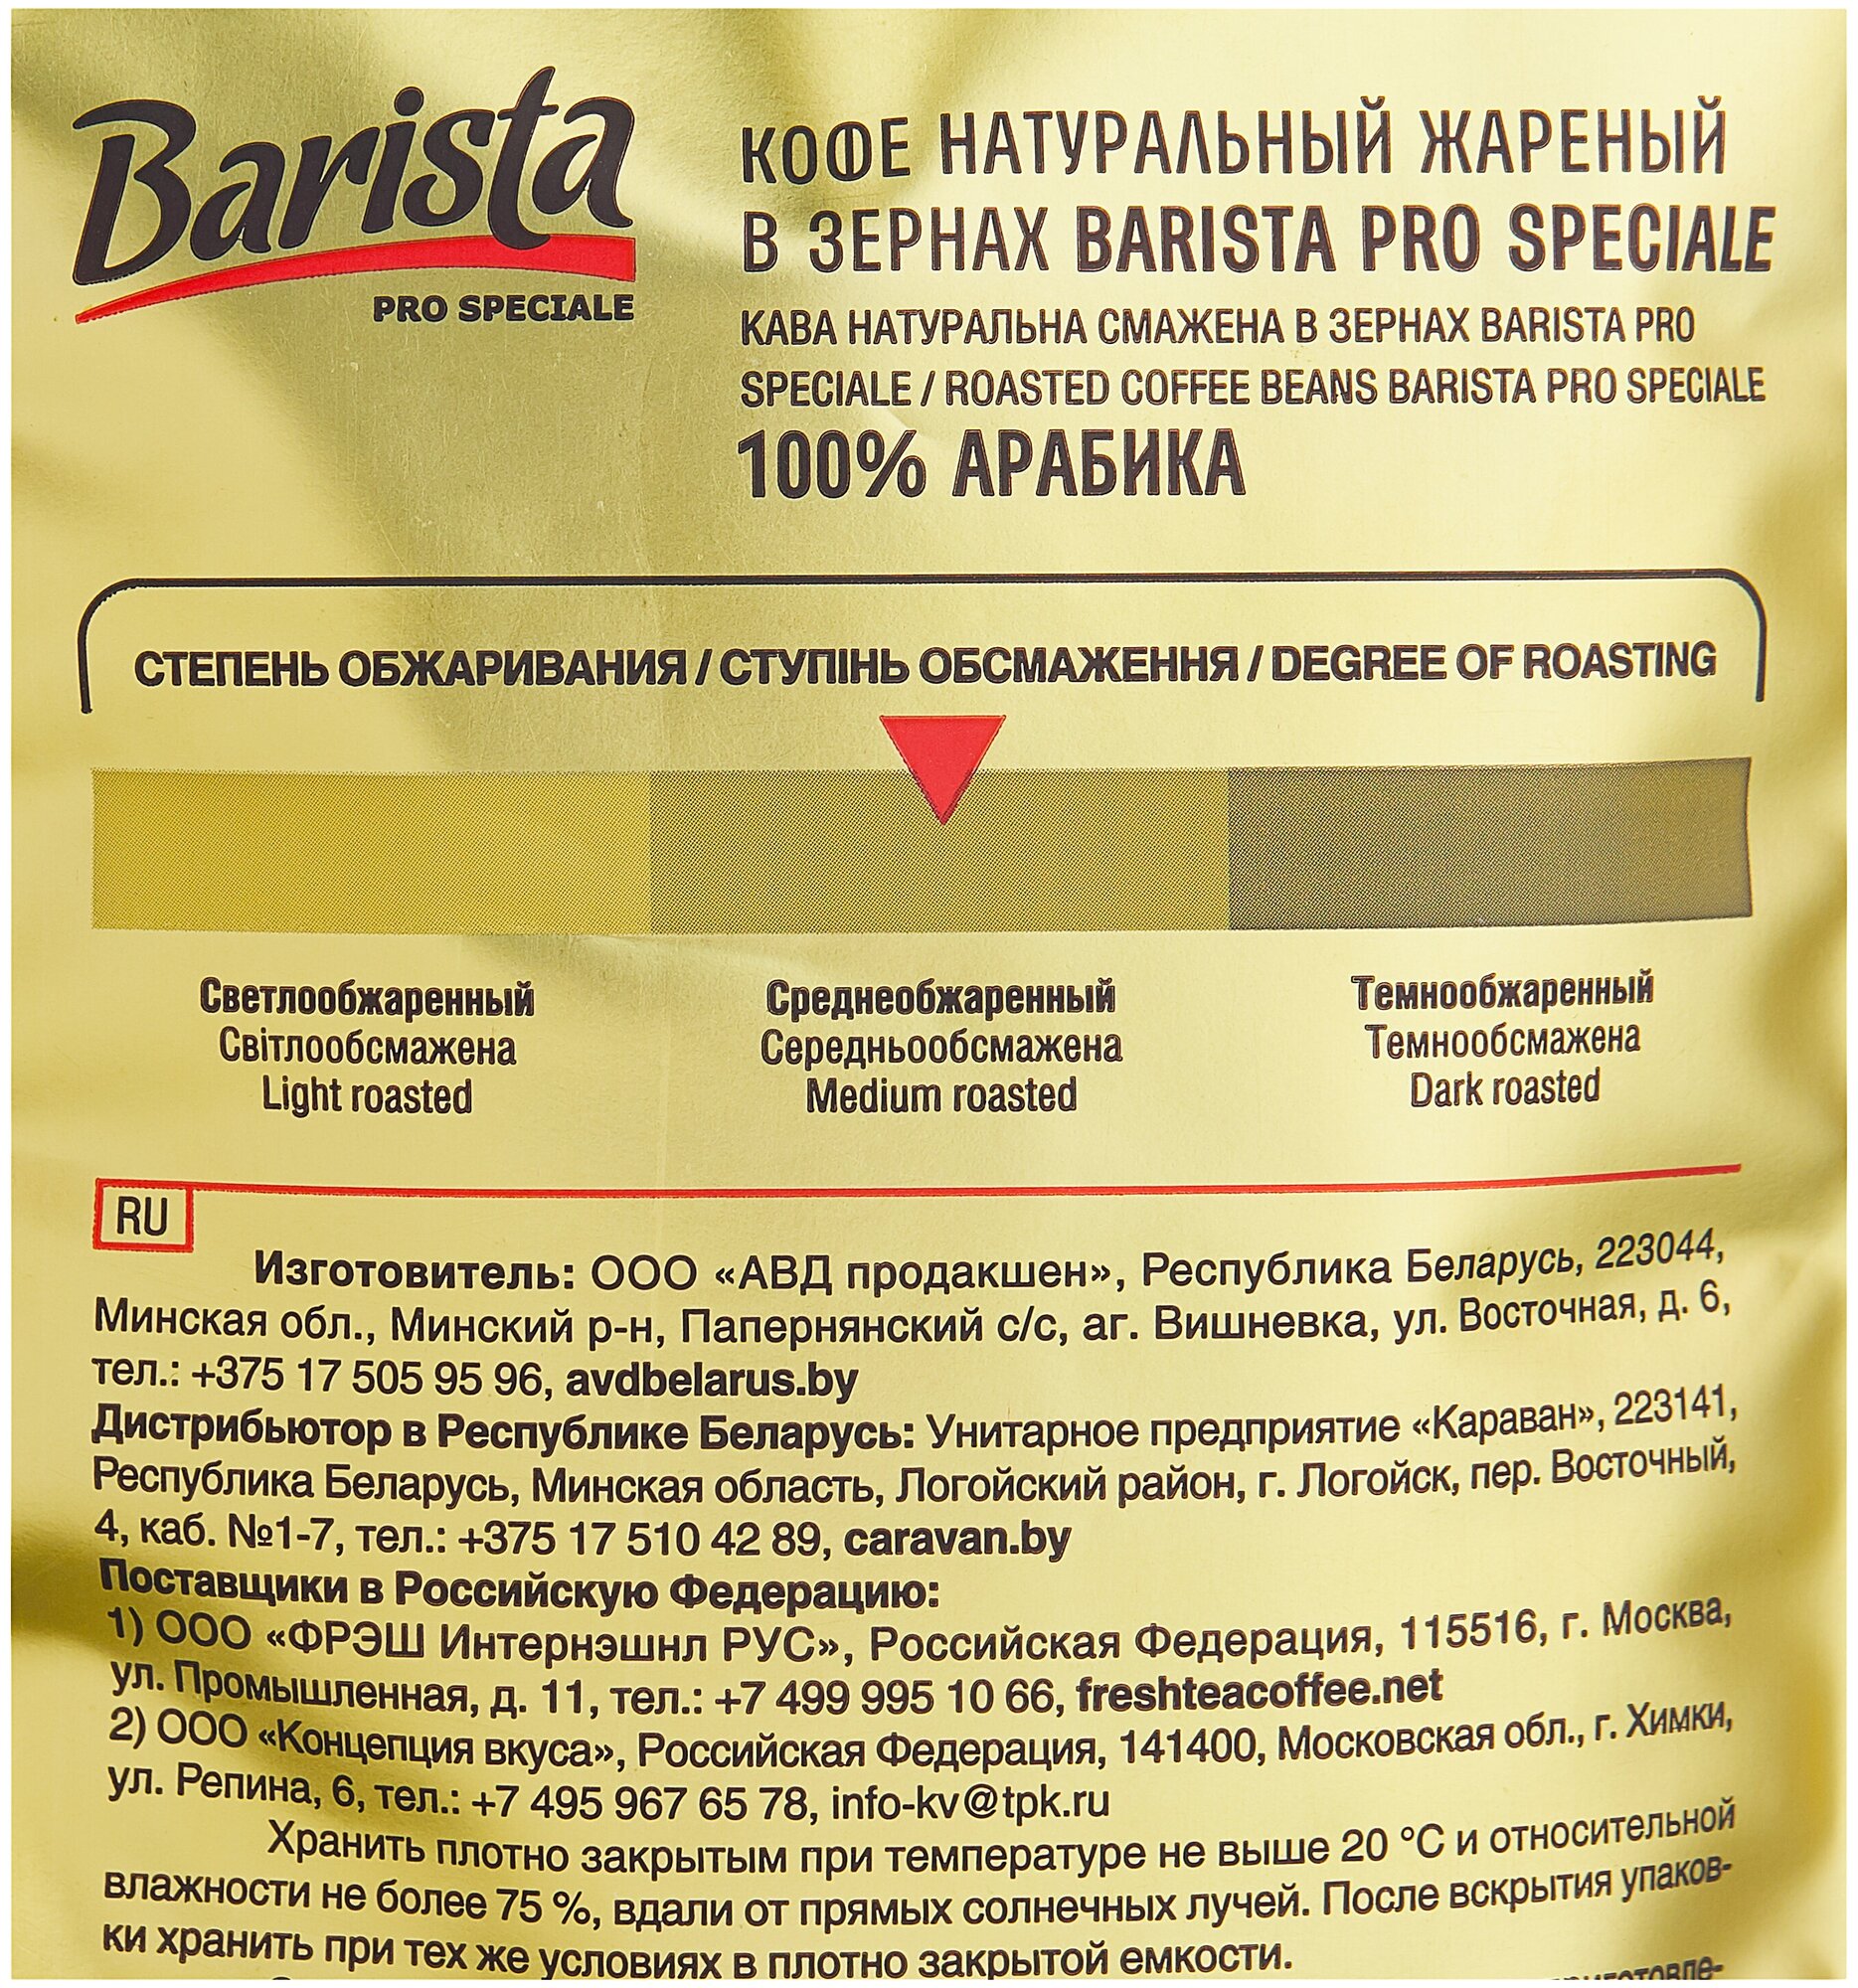 Barista
PRO SPECIALE
КОФЕ НАТУРАЛЬНЫЙ ЖАРЕНЫЙ
В ЗЕРНАХ BARISTA PRO SPECIALE
КАВА НАТУРАЛЬНА СМАЖЕНА В ЗЕРНАХ BARISTA PRO
SPECIALE / ROASTED COFFEE BEANS BARISTA PRO SPECIALE
100% АРАБИКА
СТЕПЕНЬ ОБЖАРИВАНИЯ / СТУПІНЬ ОБСМАЖЕННЯ / DEGREE OF ROASTING
Светлообжаренный
Світлообсмажена
Light roasted
Среднеобжаренный
Середньообсмажена
Medium roasted
Темнообжаренный
Темнообсмажена
Dark roasted
RU
Изготовитель: ООО «АВД продакшен», Республика Беларусь, 223044,
Минская обл., Минский р-н, Папернянский с/с, аг. Вишневка, ул. Восточная, д. 6,
тел.: +375 17 505 95 96, avdbelarus.by
Дистрибьютор в Республике Беларусь: Унитарное предприятие «Караван», 223141,
Республика Беларусь, Минская область, Логойский район, г. Логойск, пер. Восточный,
4, каб. №1-7, тел.: +375 17 510 42 89, caravan.by
Поставщики в Российскую Федерацию:
1) ООО «ФРЭШ Интернэшнл РУС», Российская Федерация, 115516, г. Москва,
ул. Промышленная, д. 11, тел.: +7 499 995 10 66, freshteacoffee.net
2) ООО «Концепция вкуса», Российская Федерация, 141400, Московская обл., г. Химки,
ул. Репина, 6, тел.: +7 495 967 65 78, info-kv@tpk.ru
Хранить плотно закрытым при температуре не выше 20 °С и относительной
влажности не более 75 %, вдали от прямых солнечных лучей. После вскрытия упаков-
ки хранить при тех же условиях в плотно закрытой емкости.